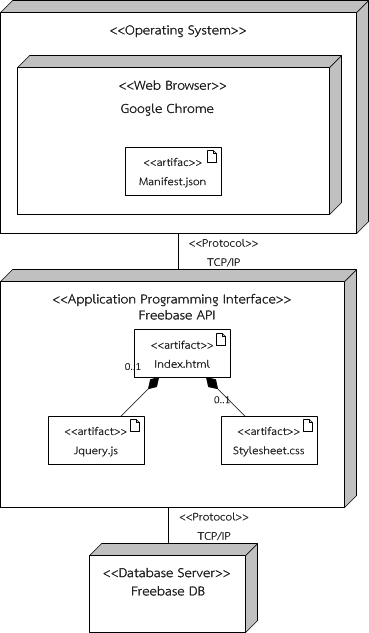 <<Operating System>>
<<Web Browser>>
Google Chrome
<<artifac>>
Manifest.json
<<Protocol>>
TCP/IP
<<Application Programming Interface>>
Freebase API
<<artifact>>
Index.html
0..1
0..1
<<artifact>>
Jquery.js
<<artifact>>
Stylesheet.css
<<Protocol>>
TCP/IP
<<Database Server>>
Freebase DB